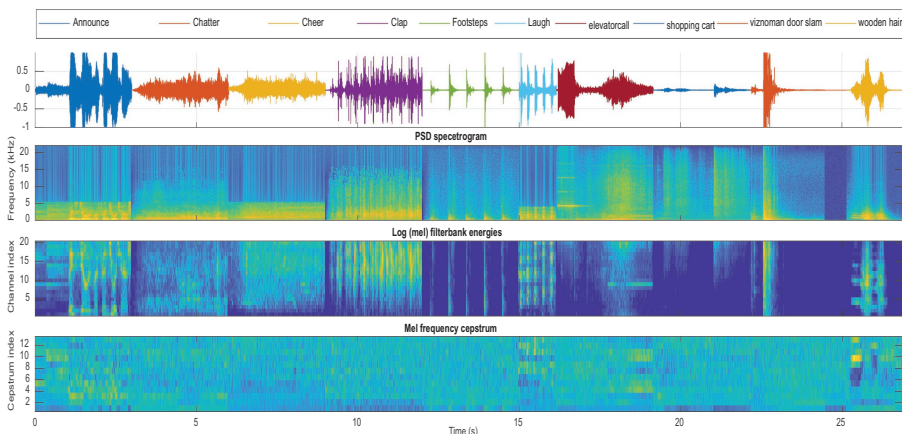 Announce Chatter Cheer Clap Footsteps Laugh elevatorcall shopping cart viznoman door slam wooden hair
0.5
0
-0.5
-1
PSD specetrogram
Frequency (kHz)
20
15
10
5
0
Log (mel) filterbank energies
Channel index
20
15
10
5
Mel frequency cepstrum
Cepstrum index
12
10
8
6
4
2
0 5 10 15 20 25
Time (s)